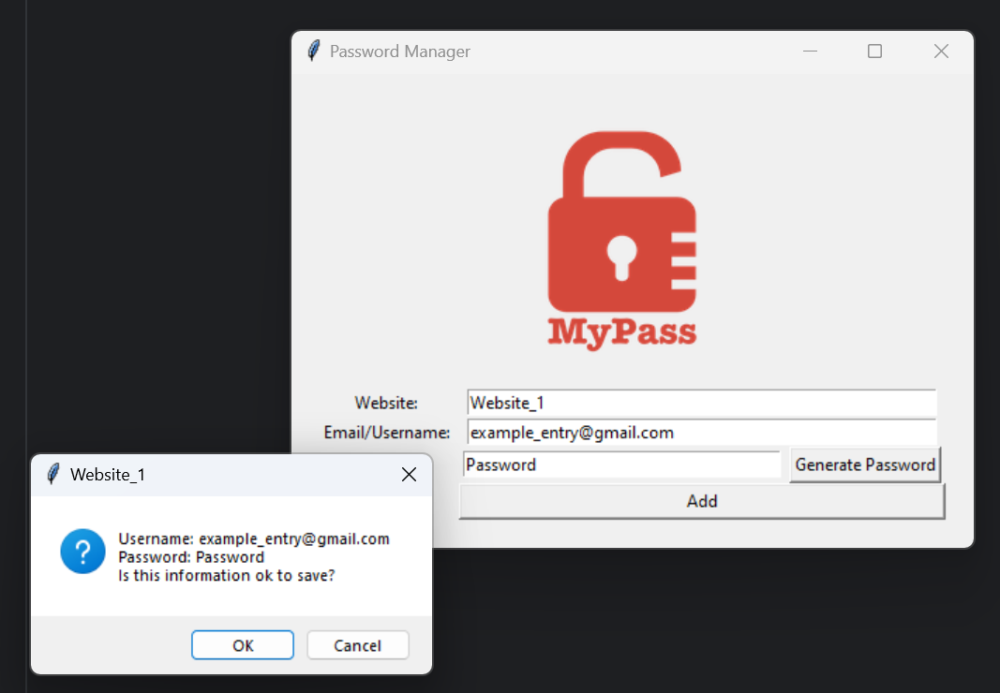 Password Manager
MyPass
Website:
Website_1
Email/Username:
example_entry@gmail.com
Password
Generate Password
Add
Website_1
Username: example_entry@gmail.com
Password: Password
Is this information ok to save?
OK
Cancel